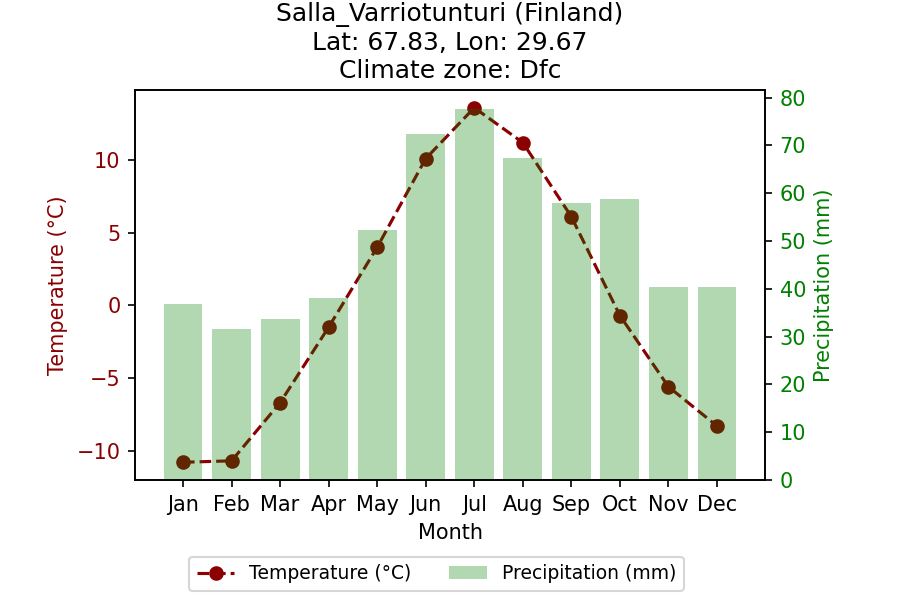 Salla_Varriotunturi (Finland)
Lat: 67.83, Lon: 29.67
Climate zone: Dfc
Temperature (°C)
10
5
0
−5
−10
80
70
60
50
40
30
20
10
0
Precipitation (mm)
Jan Feb Mar Apr May Jun Jul Aug Sep Oct Nov Dec
Month
Temperature (°C) Precipitation (mm)